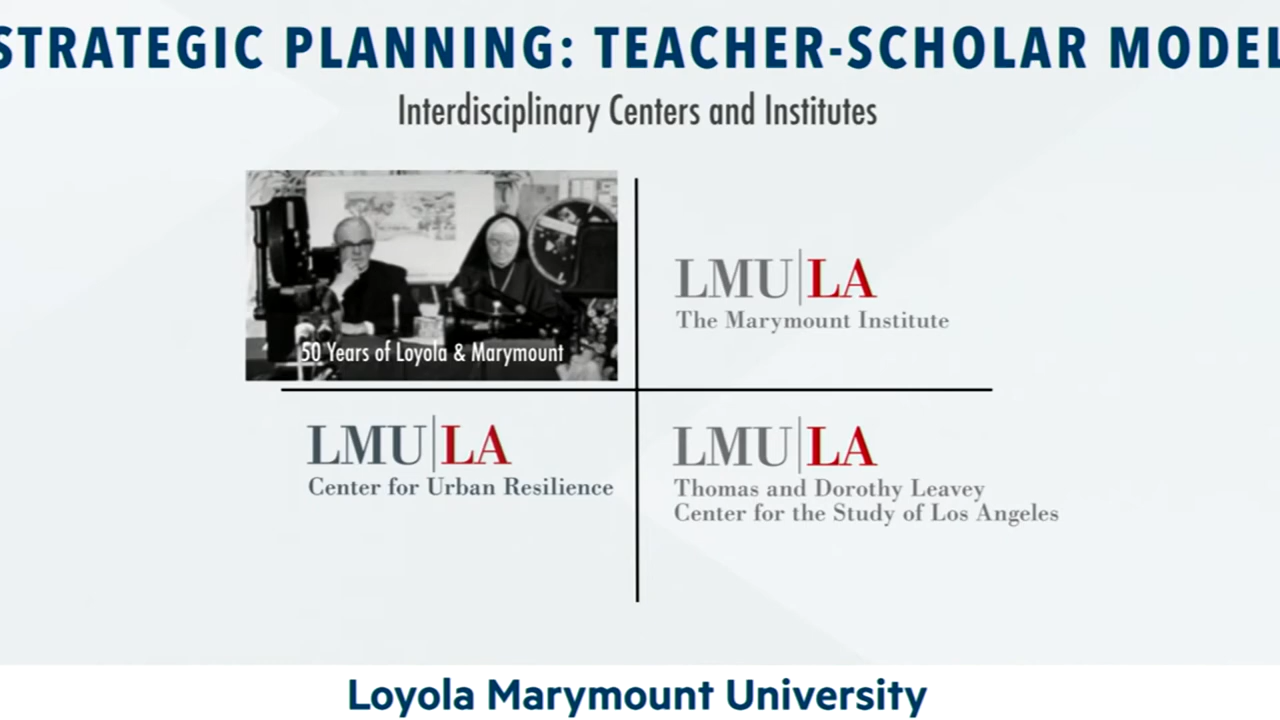 STRATEGIC PLANNING: TEACHER-SCHOLAR MODEL
Interdisciplinary Centers and Institutes
50 Years of Loyola & Marymount
LMU|LA
The Marymount Institute
LMU|LA
Center for Urban Resilience
LMU|LA
Thomas and Dorothy Leavey
Center for the Study of Los Angeles
Loyola Marymount University